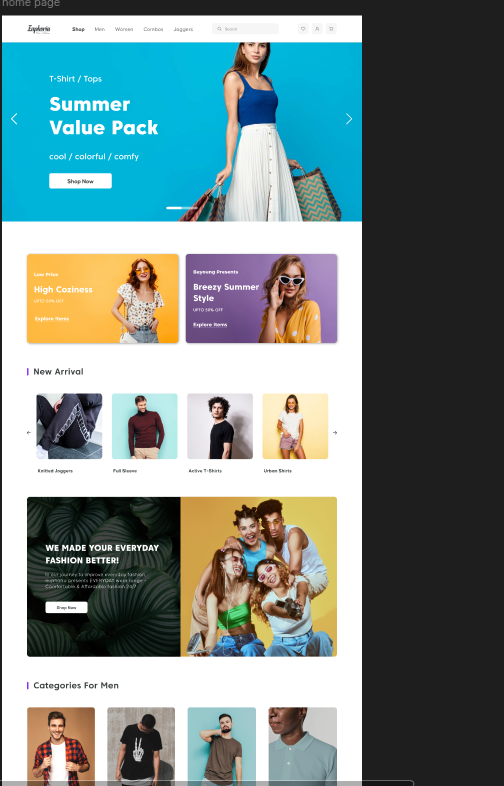 home page
Euphoria
Shop Men Women Combos Joggers
Search
T-Shirt / Tops
Summer
Value Pack
cool / colorful / comfy
Shop Now
Low Price
High Coziness
UPTO 50% OFF
Explore Items
Beyoung Presents
Breezy Summer
Style
UPTO 50% OFF
Explore Items
New Arrival
Knitted Joggers
Full Sleeve
Active T-Shirts
Urban Shirts
WE MADE YOUR EVERYDAY
FASHION BETTER!
In our journey to improve everyday fashion,
euphoria presents EVERYDAY wear range -
Comfortable & Affordable fashion 24/7
Shop Now
Categories For Men